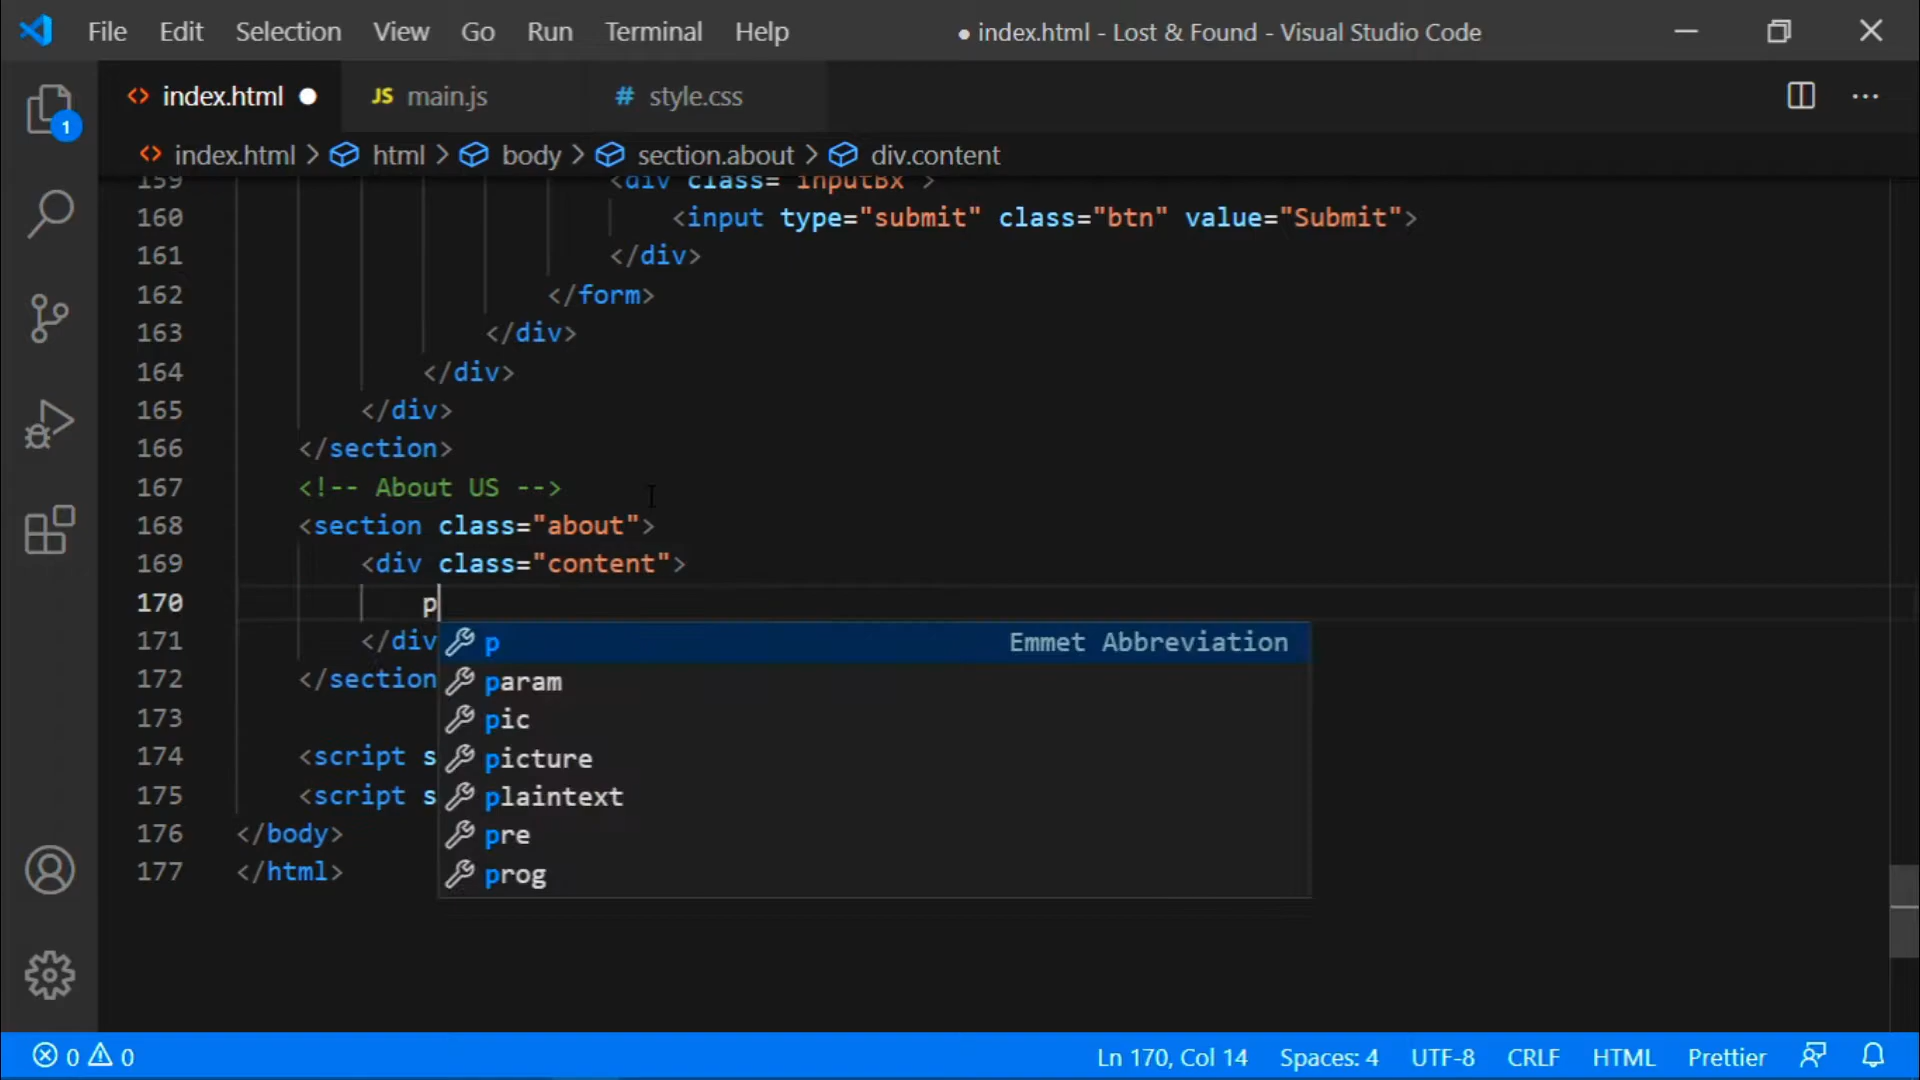 File Edit Selection View Go Run Terminal Help ● index.html - Lost & Found - Visual Studio Code
<> index.html ● JS main.js # style.css ...
<> index.html > html > body > section.about > div.content
1
159 <div class="inputBx">
160 <input type="submit" class="btn" value="Submit">
161 </div>
162 </form>
163 </div>
164 </div>
165 </div>
166 </section>
167 <!-- About US -->
168 <section class="about">
169 <div class="content">
170 p
171 </div p Emmet Abbreviation
param
172 </section
pic
173
174 <script s picture
175 <script s plaintext
176 </body> pre
177 </html> prog
0 0 Ln 170, Col 14 Spaces: 4 UTF-8 CRLF HTML Prettier